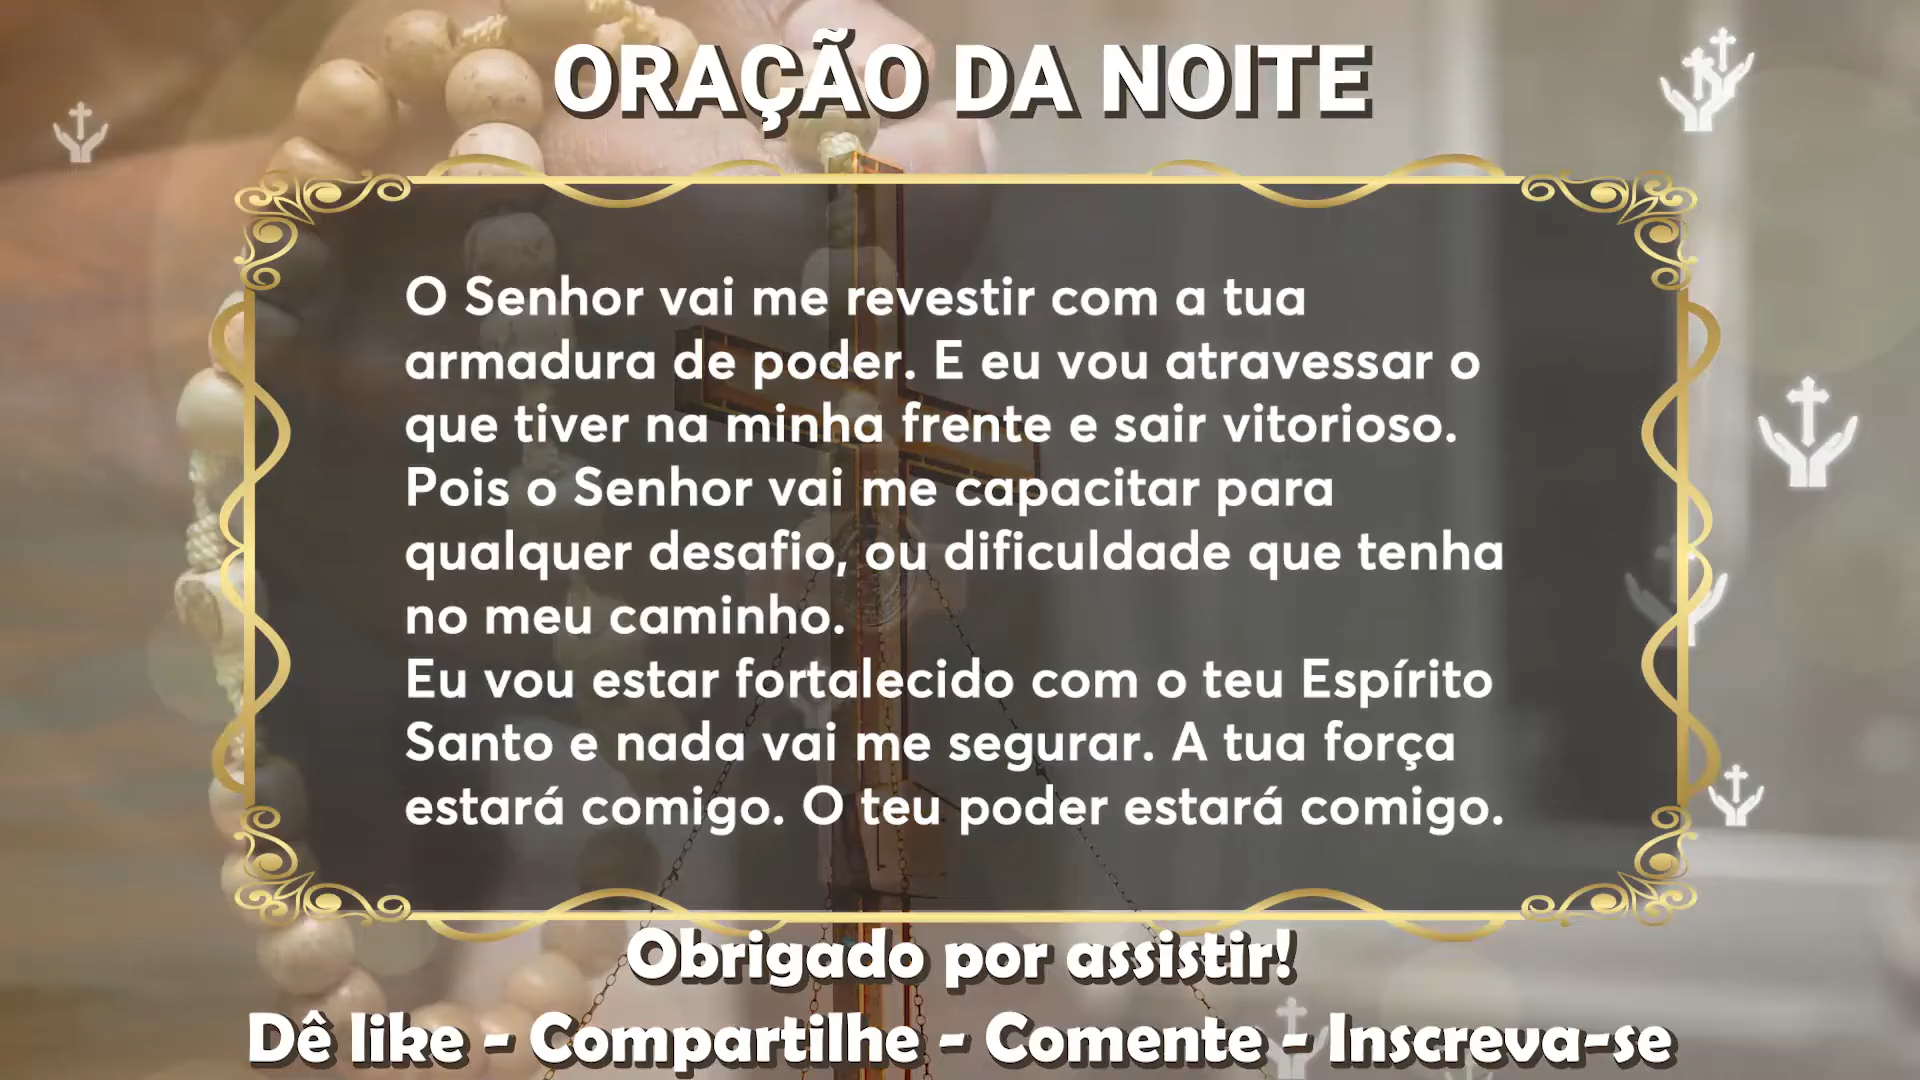 ORAÇÃO DA NOITE
O Senhor vai me revestir com a tua
armadura de poder. E eu vou atravessar o
que tiver na minha frente e sair vitorioso.
Pois o Senhor vai me capacitar para
qualquer desafio, ou dificuldade que tenha
no meu caminho.
Eu vou estar fortalecido com o teu Espírito
Santo e nada vai me segurar. A tua força
estará comigo. O teu poder estará comigo.
Obrigado por assistir!
Dê like - Compartilhe - Comente - Inscreva-se